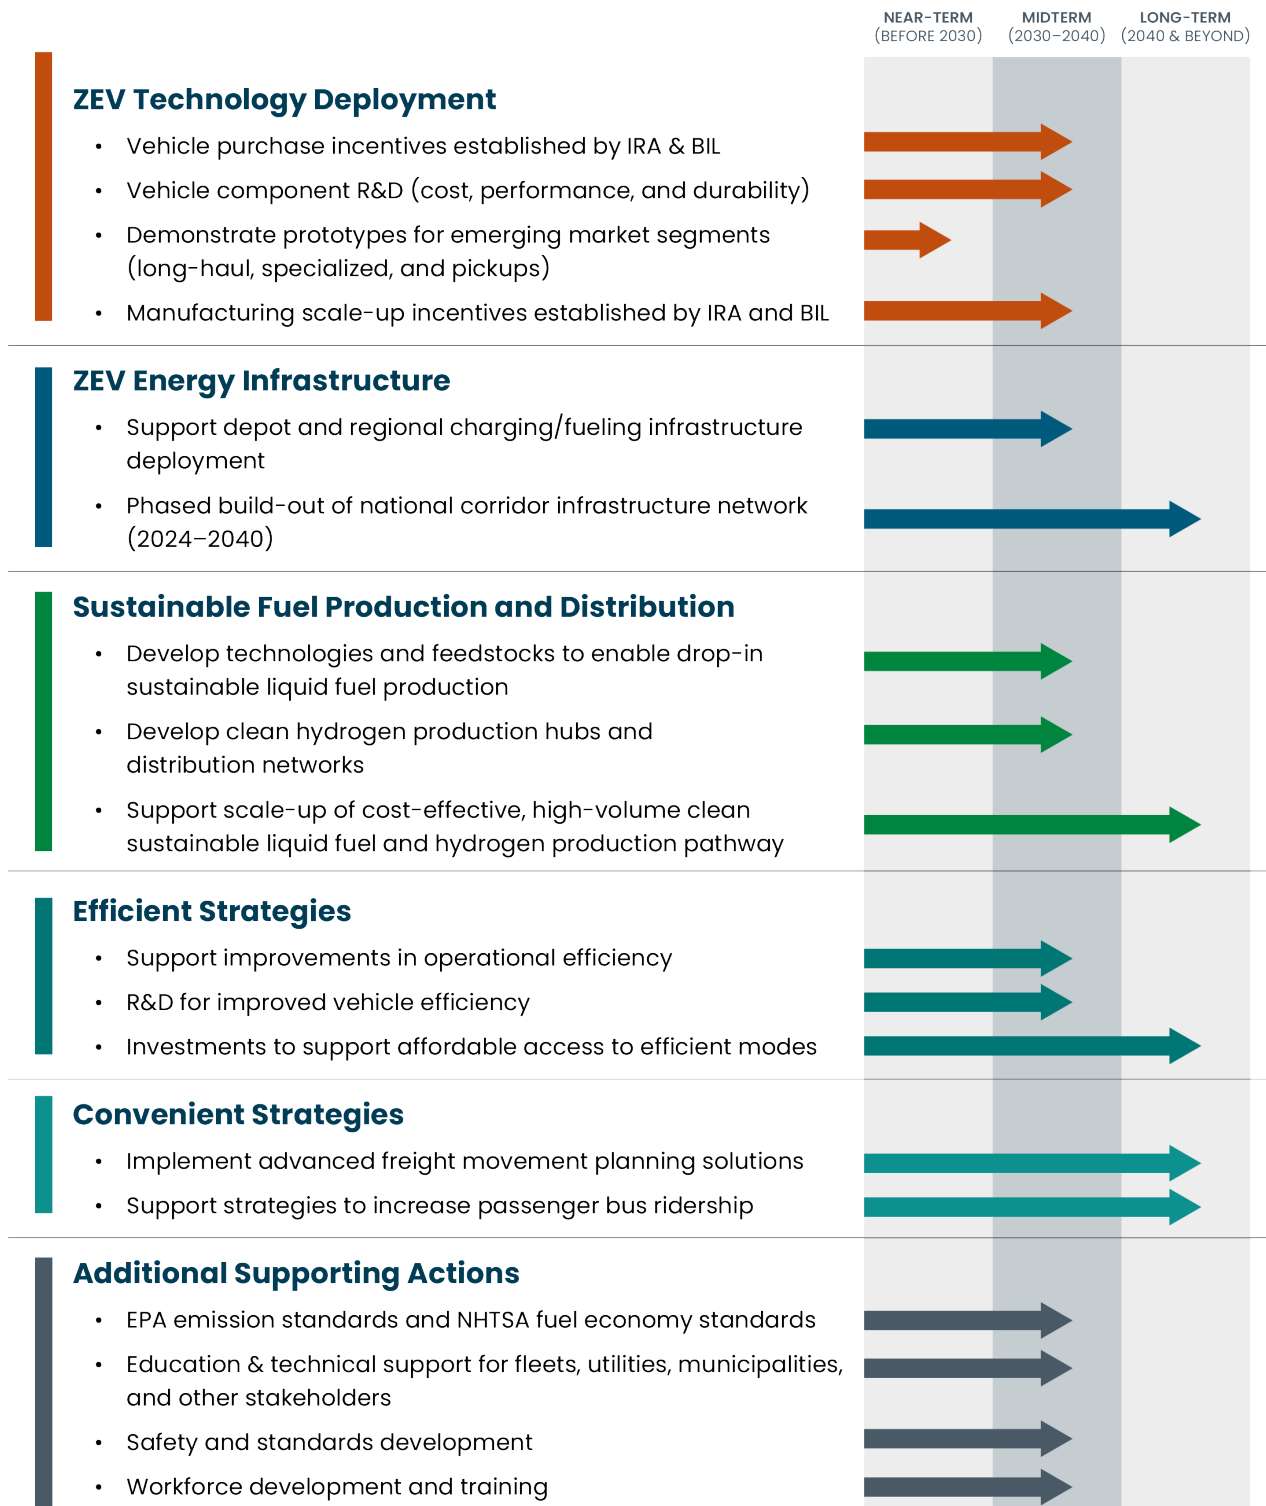 NEAR-TERM
(BEFORE 2030)
MIDTERM
(2030–2040)
LONG-TERM
(2040 & BEYOND)
ZEV Technology Deployment
• Vehicle purchase incentives established by IRA & BIL
• Vehicle component R&D (cost, performance, and durability)
• Demonstrate prototypes for emerging market segments
(long-haul, specialized, and pickups)
• Manufacturing scale-up incentives established by IRA and BIL
ZEV Energy Infrastructure
• Support depot and regional charging/fueling infrastructure
deployment
• Phased build-out of national corridor infrastructure network
(2024–2040)
Sustainable Fuel Production and Distribution
• Develop technologies and feedstocks to enable drop-in
sustainable liquid fuel production
• Develop clean hydrogen production hubs and
distribution networks
• Support scale-up of cost-effective, high-volume clean
sustainable liquid fuel and hydrogen production pathway
Efficient Strategies
• Support improvements in operational efficiency
• R&D for improved vehicle efficiency
• Investments to support affordable access to efficient modes
Convenient Strategies
• Implement advanced freight movement planning solutions
• Support strategies to increase passenger bus ridership
Additional Supporting Actions
• EPA emission standards and NHTSA fuel economy standards
• Education & technical support for fleets, utilities, municipalities,
and other stakeholders
• Safety and standards development
• Workforce development and training